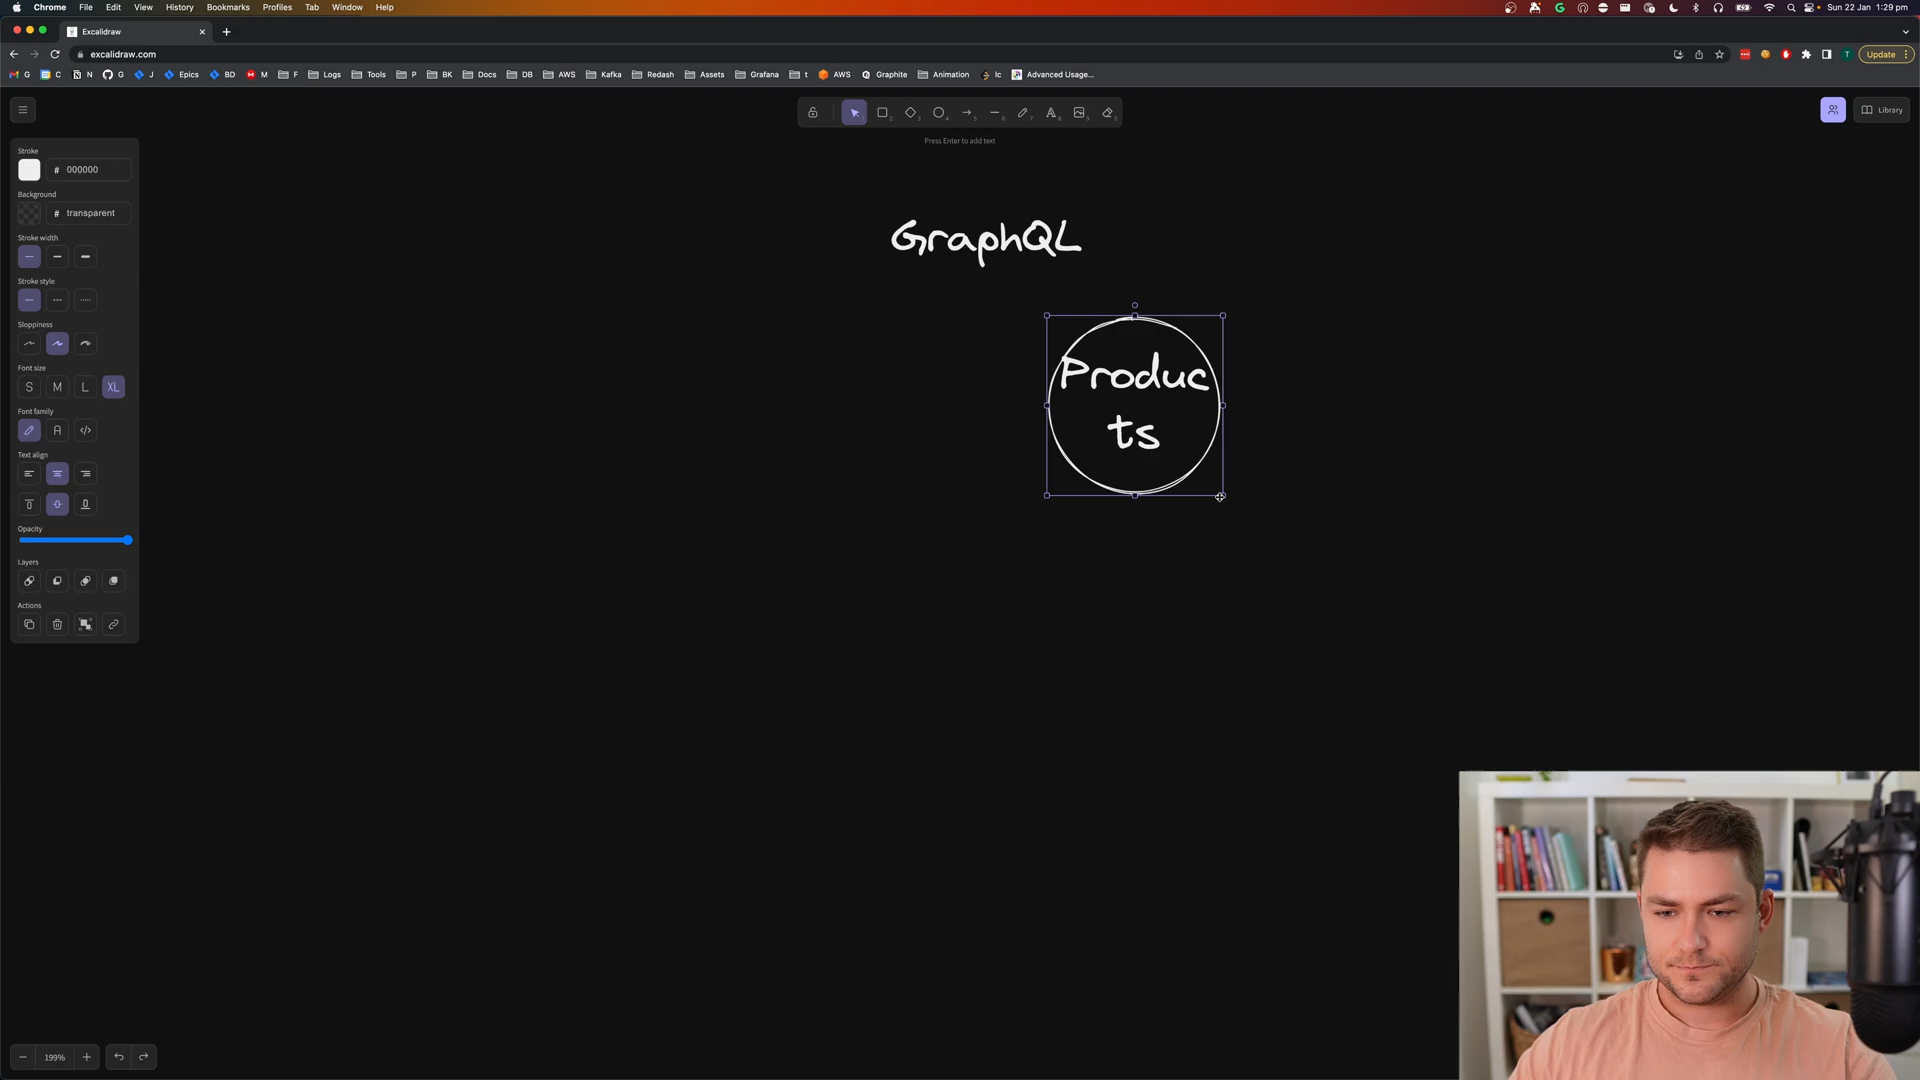 Chrome File Edit View History Bookmarks Profiles Tab Window Help
Sun 22 Jan 1:29 pm
Excalidraw
excalidraw.com
Update
G C N G J Epics BD M F Logs Tools P BK Docs DB AWS Kafka Redash Assets Grafana t AWS Graphite Animation lc Advanced Usage...
Library
Press Enter to add text
Stroke
# 000000
Background
# transparent
Stroke width
Stroke style
Sloppiness
Font size
S M L XL
Font family
A </>
Text align
Opacity
Layers
Actions
GraphQL
Produc
ts
199%